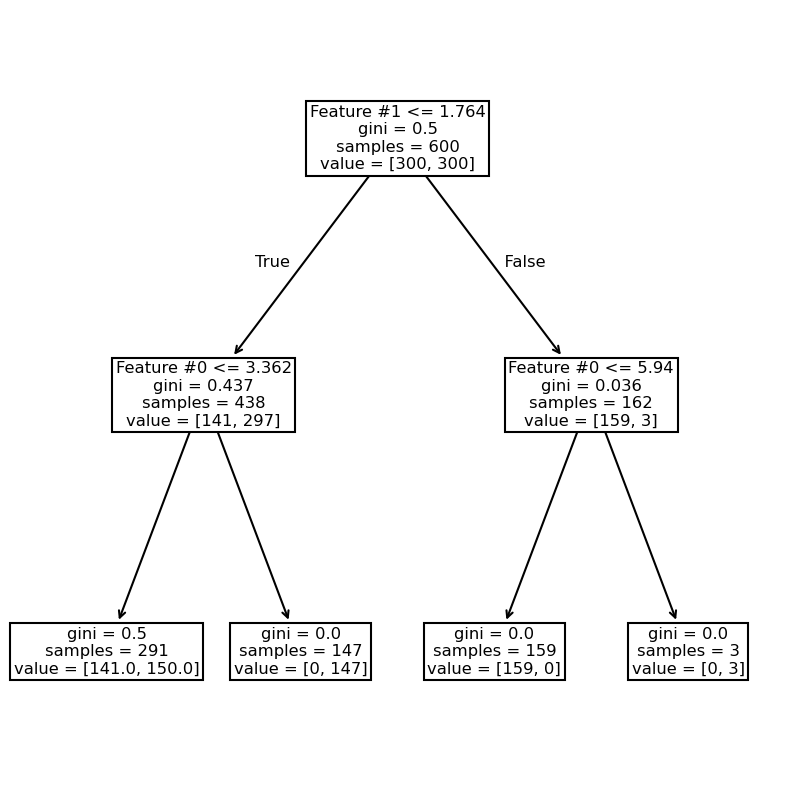 Feature #1 <= 1.764
gini = 0.5
samples = 600
value = [300, 300]
True
False
Feature #0 <= 3.362
gini = 0.437
samples = 438
value = [141, 297]
Feature #0 <= 5.94
gini = 0.036
samples = 162
value = [159, 3]
gini = 0.5
samples = 291
value = [141.0, 150.0]
gini = 0.0
samples = 147
value = [0, 147]
gini = 0.0
samples = 159
value = [159, 0]
gini = 0.0
samples = 3
value = [0, 3]